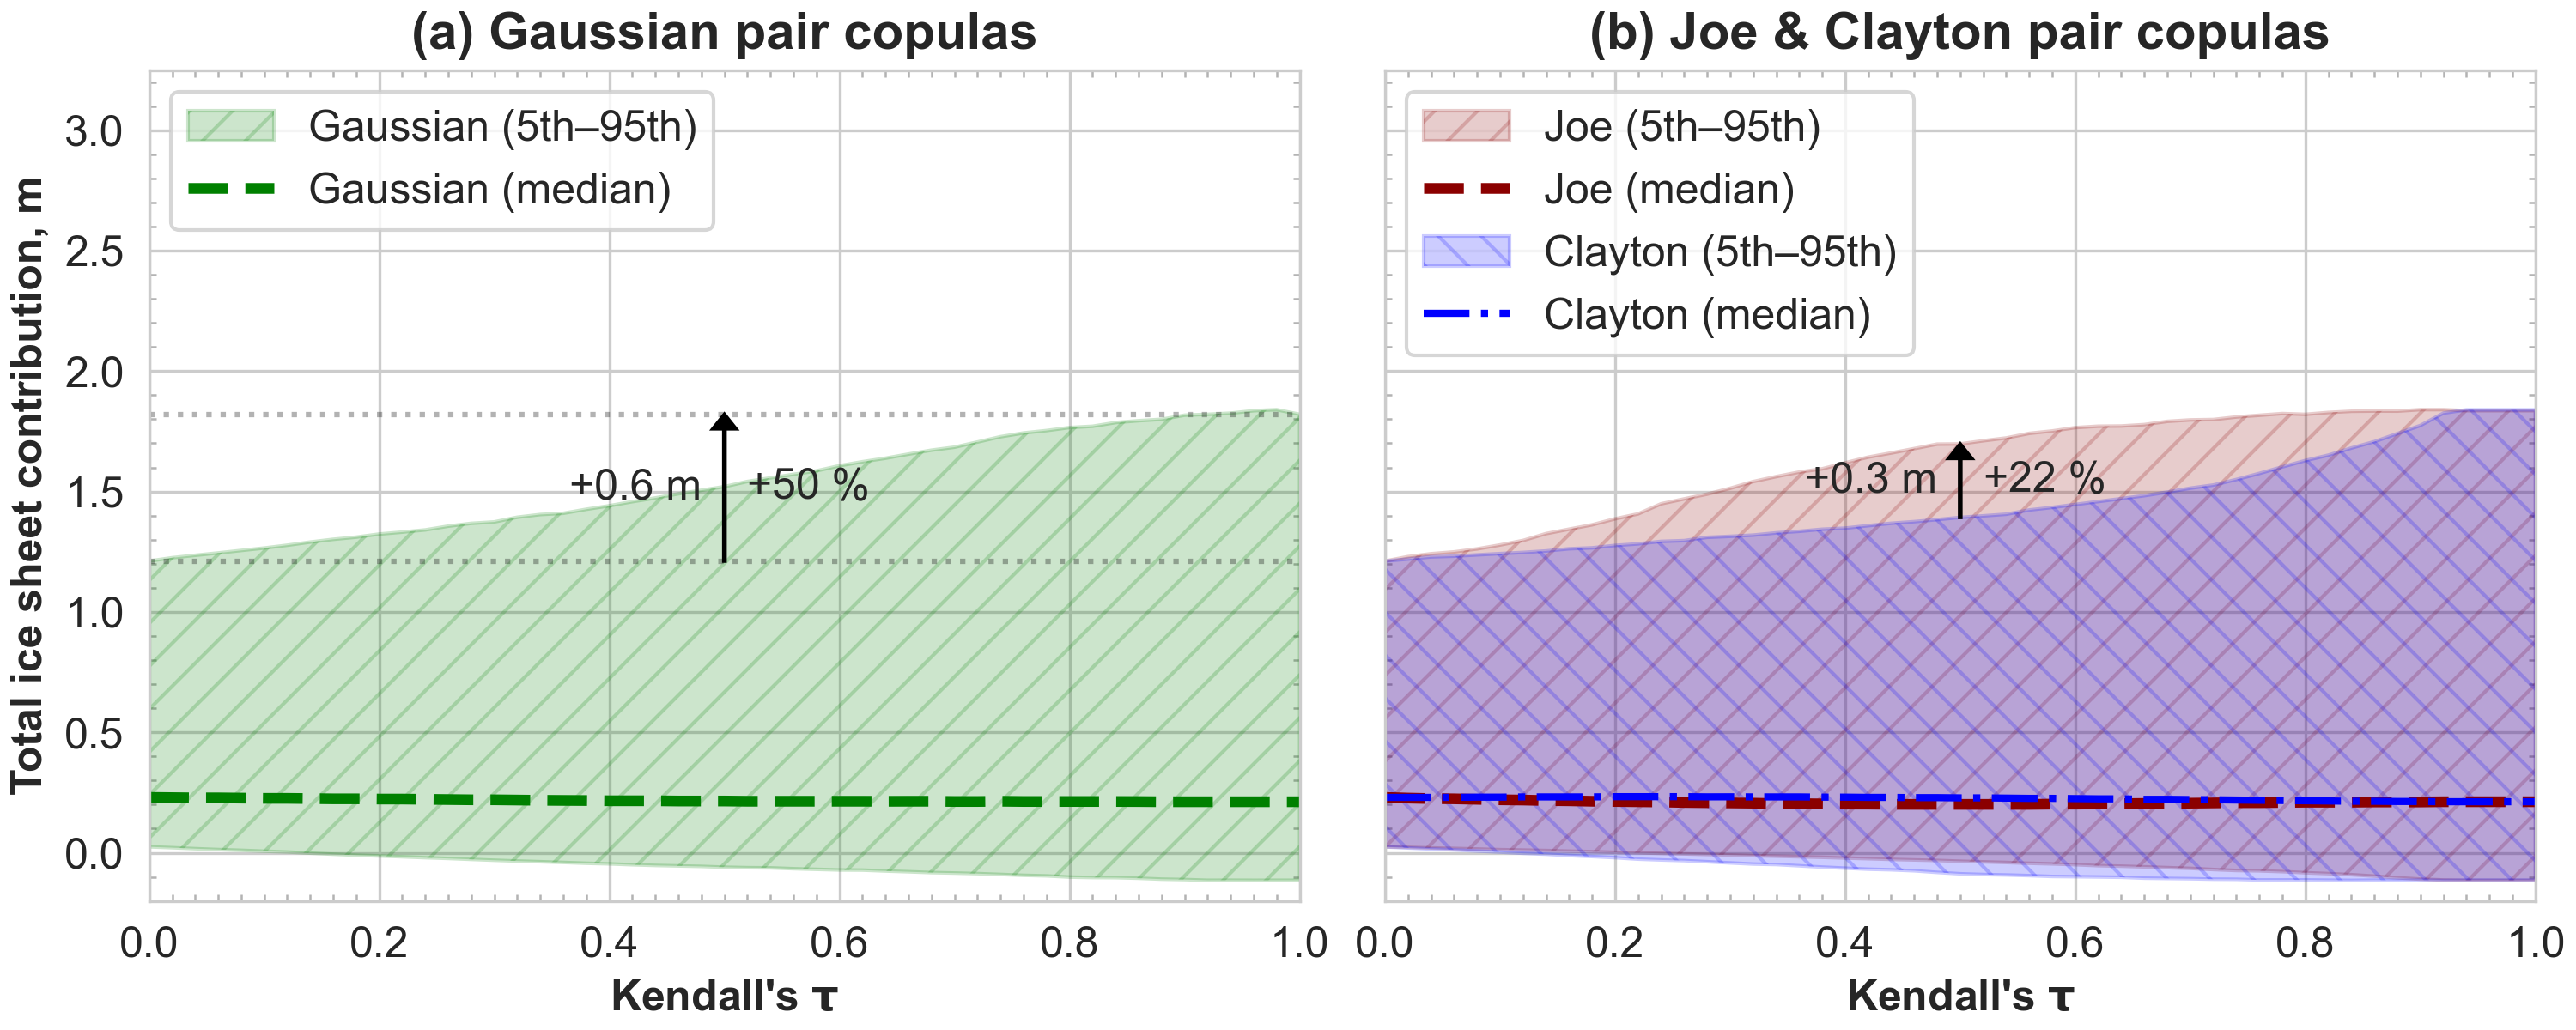 (a) Gaussian pair copulas
Total ice sheet contribution, m
3.0
2.5
2.0
1.5
1.0
0.5
0.0
Gaussian (5th–95th)
Gaussian (median)
+0.6 m
+50 %
0.0
0.2
0.4
0.6
0.8
1.0
Kendall's τ
(b) Joe & Clayton pair copulas
Joe (5th–95th)
Joe (median)
Clayton (5th–95th)
Clayton (median)
+0.3 m
+22 %
0.0
0.2
0.4
0.6
0.8
1.0
Kendall's τ